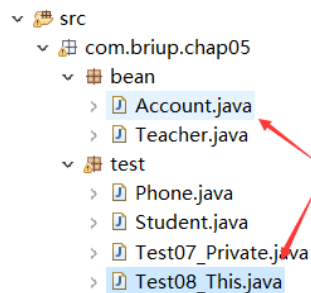 src
com.briup.chap05
bean
Account.java
Teacher.java
test
Phone.java
Student.java
Test07_Private.java
Test08_This.java